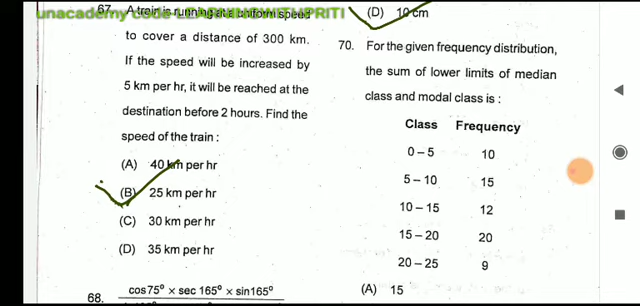 67. A train is running at a uniform speed
to cover a distance of 300 km.
If the speed will be increased by
5 km per hr, it will be reached at the
destination before 2 hours. Find the
speed of the train :
(A) 40 km per hr
(B) 25 km per hr
(C) 30 km per hr
(D) 35 km per hr
68. cos75° × sec 165° × sin165°
(D) 10 cm
70. For the given frequency distribution,
the sum of lower limits of median
class and modal class is :
Class Frequency
0 – 5 10
5 – 10 15
10 – 15 12
15 – 20 20
20 – 25 9
(A) 15